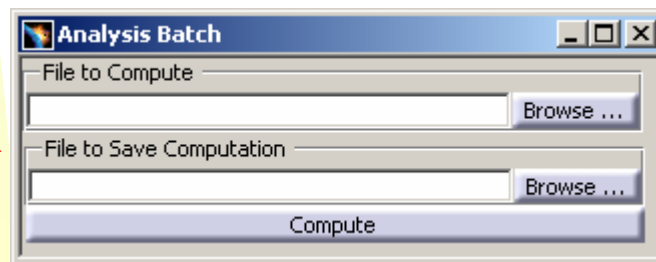 Analysis Batch
File to Compute
Browse ...
File to Save Computation
Browse ...
Compute